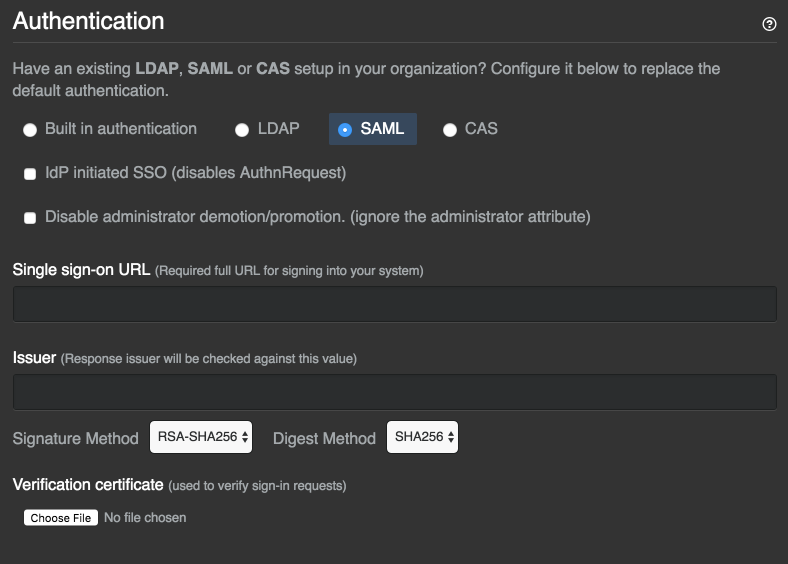 Authentication
Have an existing LDAP, SAML or CAS setup in your organization? Configure it below to replace the
default authentication.
Built in authentication LDAP SAML CAS
IdP initiated SSO (disables AuthnRequest)
Disable administrator demotion/promotion. (ignore the administrator attribute)
Single sign-on URL (Required full URL for signing into your system)
Issuer (Response issuer will be checked against this value)
Signature Method RSA-SHA256 Digest Method SHA256
Verification certificate (used to verify sign-in requests)
Choose File No file chosen